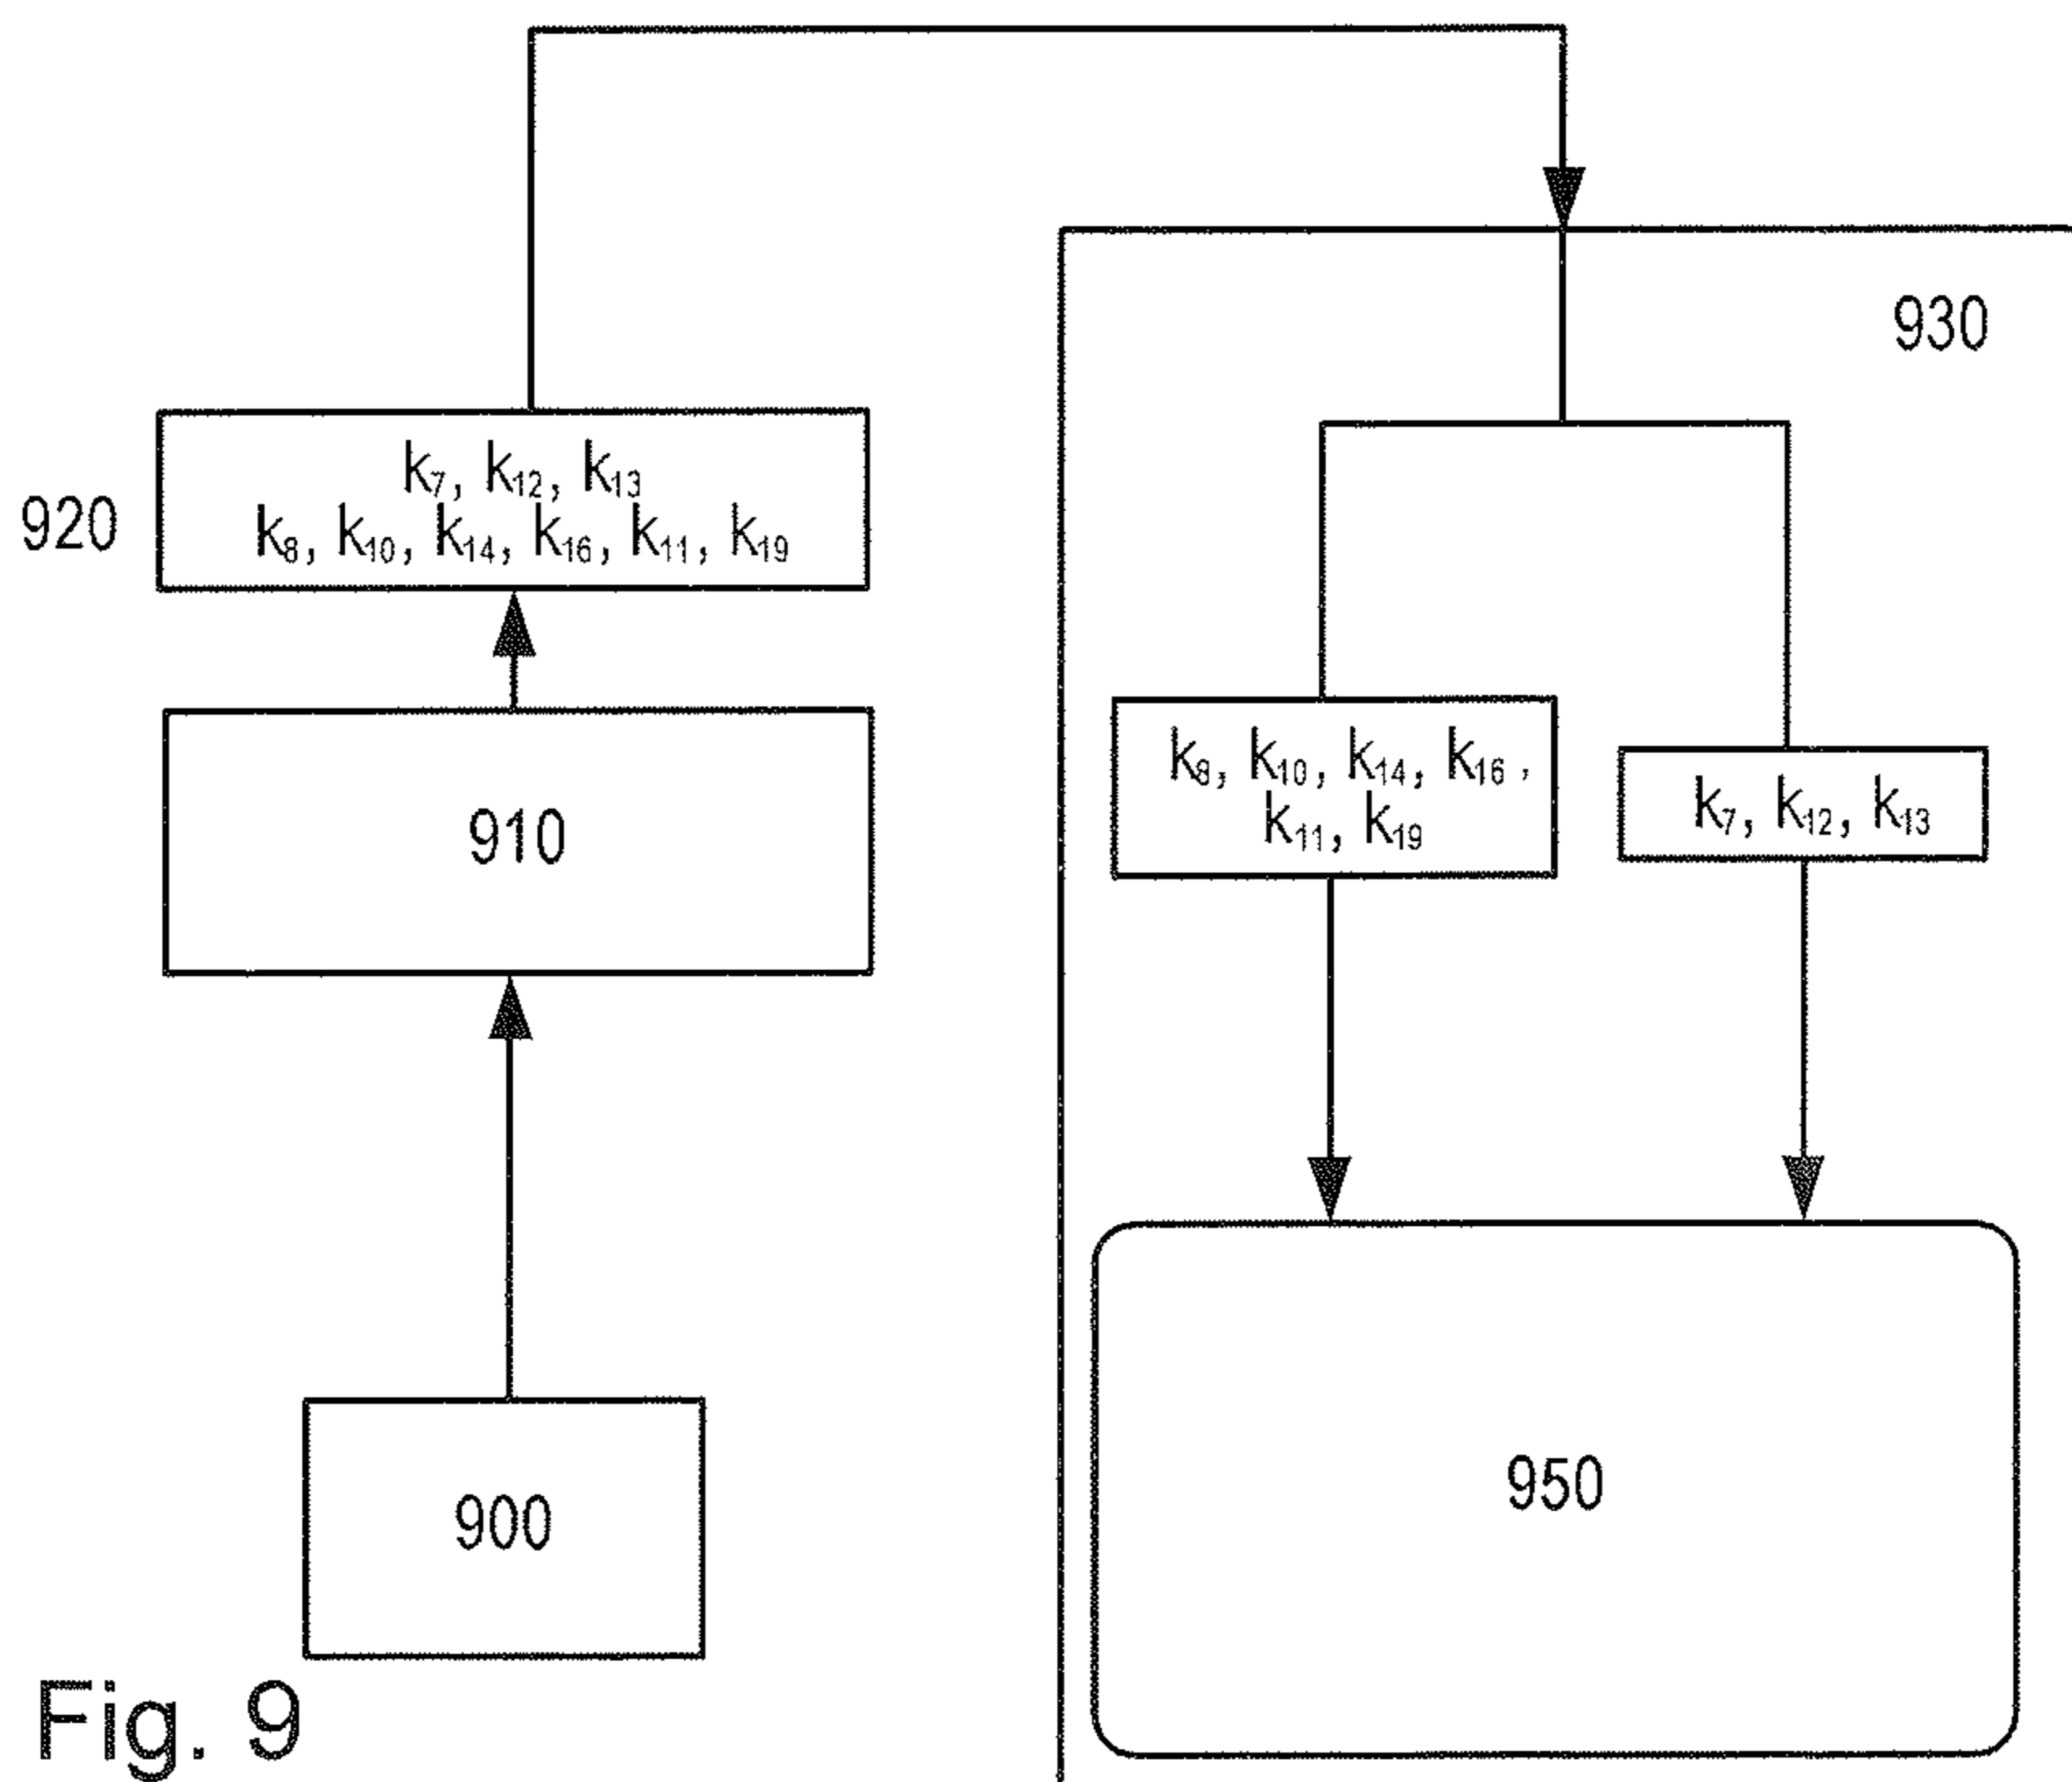 930
k₇, k₁₂, k₁₃
k₈, k₁₀, k₁₄, k₁₆, k₁₁, k₁₉
920
k₈, k₁₀, k₁₄, k₁₆,
k₁₁, k₁₉
k₇, k₁₂, k₁₃
910
950
900
Fig. 9